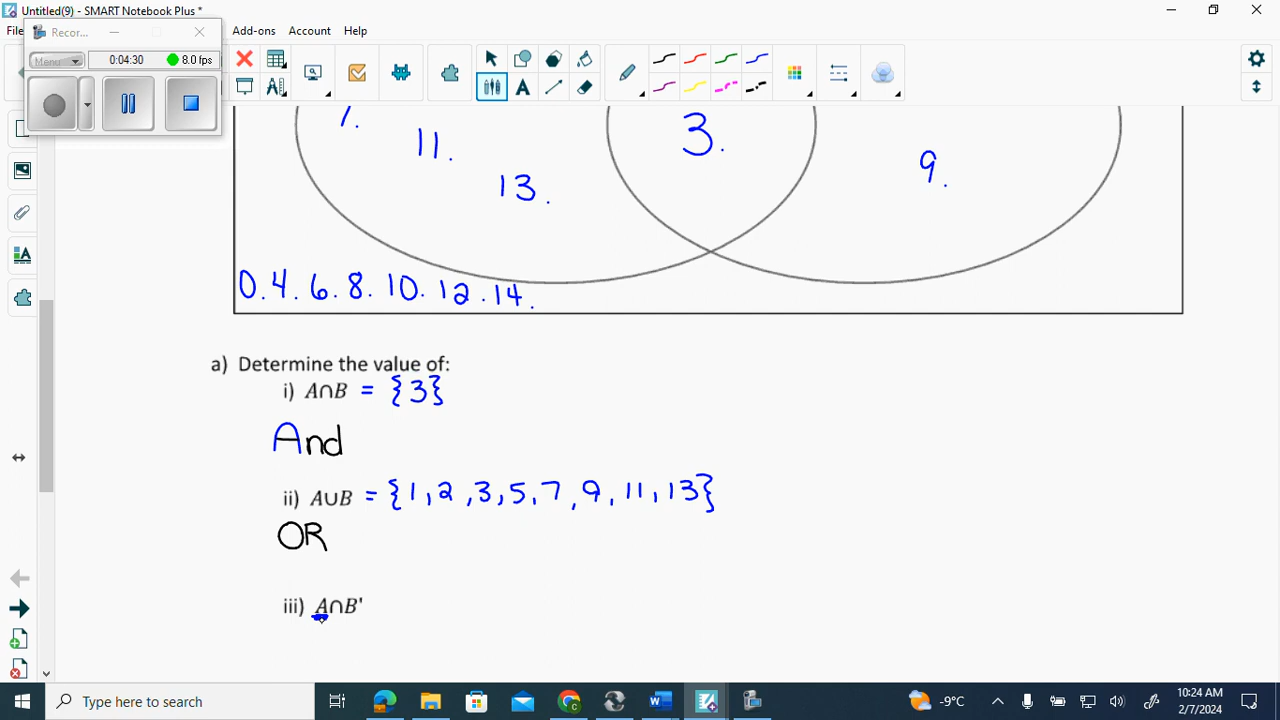 Untitled(9) - SMART Notebook Plus *
Recor...
File
Add-ons Account Help
Menu 0:04:30 8.0 fps
7.
11.
13.
3.
9.
0.4.6.8.10.12.14.
a) Determine the value of:
i) A∩B = {3}
And
ii) A∪B = {1,2,3,5,7,9,11,13}
OR
iii) A∩B'
Type here to search
-9°C
10:24 AM
2/7/2024